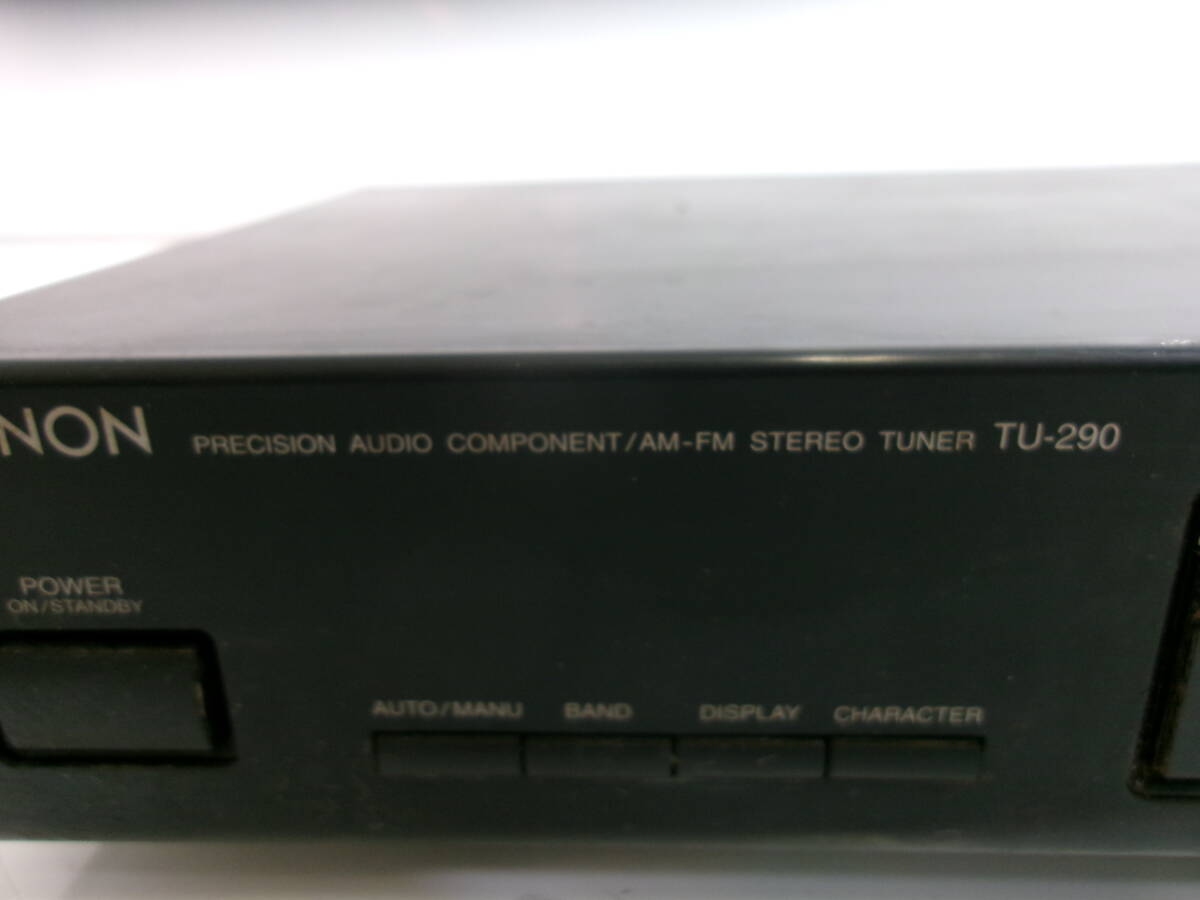 NON PRECISION AUDIO COMPONENT/AM-FM STEREO TUNER TU-290
POWER
ON/STANDBY
AUTO/MANU BAND DISPLAY CHARACTER